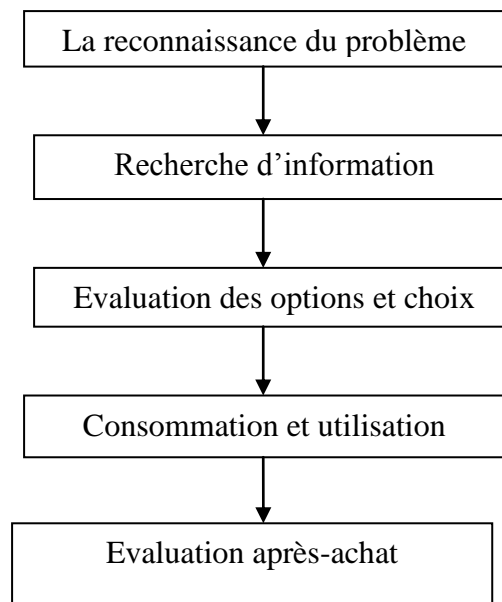 La reconnaissance du problème
Recherche d’information
Evaluation des options et choix
Consommation et utilisation
Evaluation après-achat